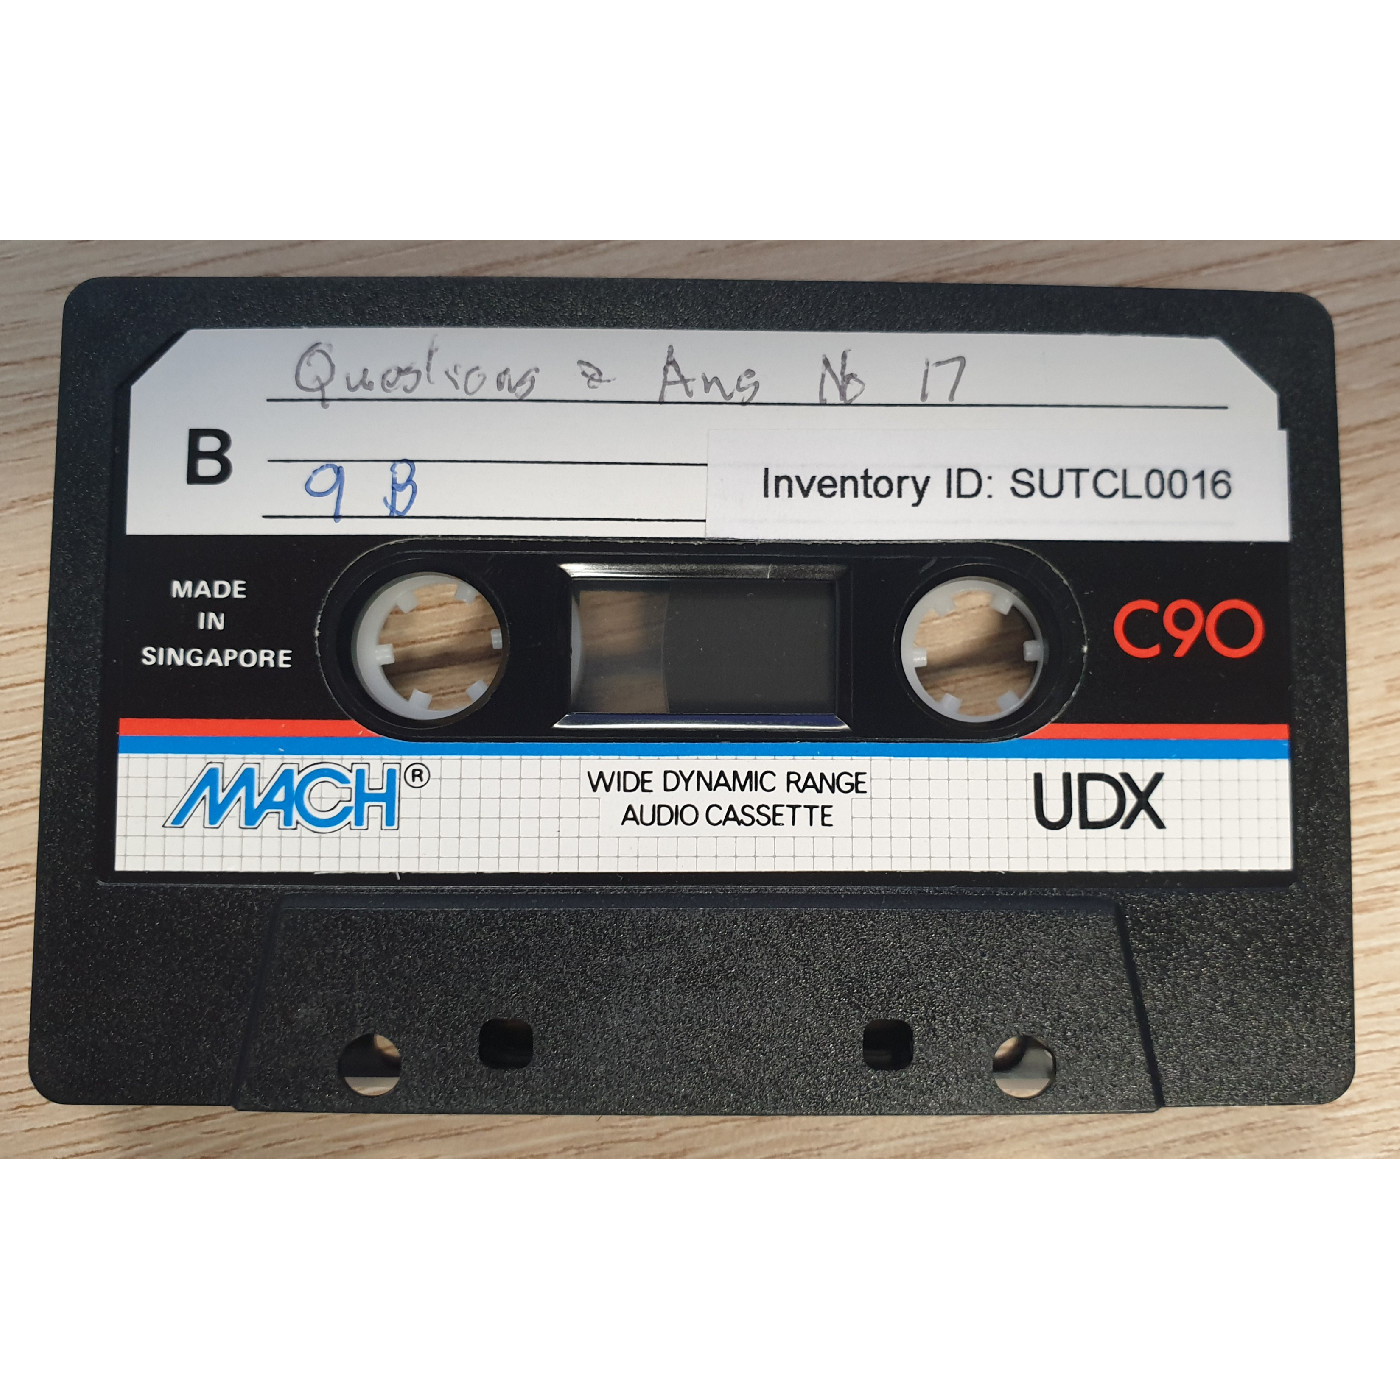 Questions & Ans No 17
B
9 B
Inventory ID: SUTCL0016
MADE
IN
SINGAPORE
C90
MACH®
WIDE DYNAMIC RANGE
AUDIO CASSETTE
UDX